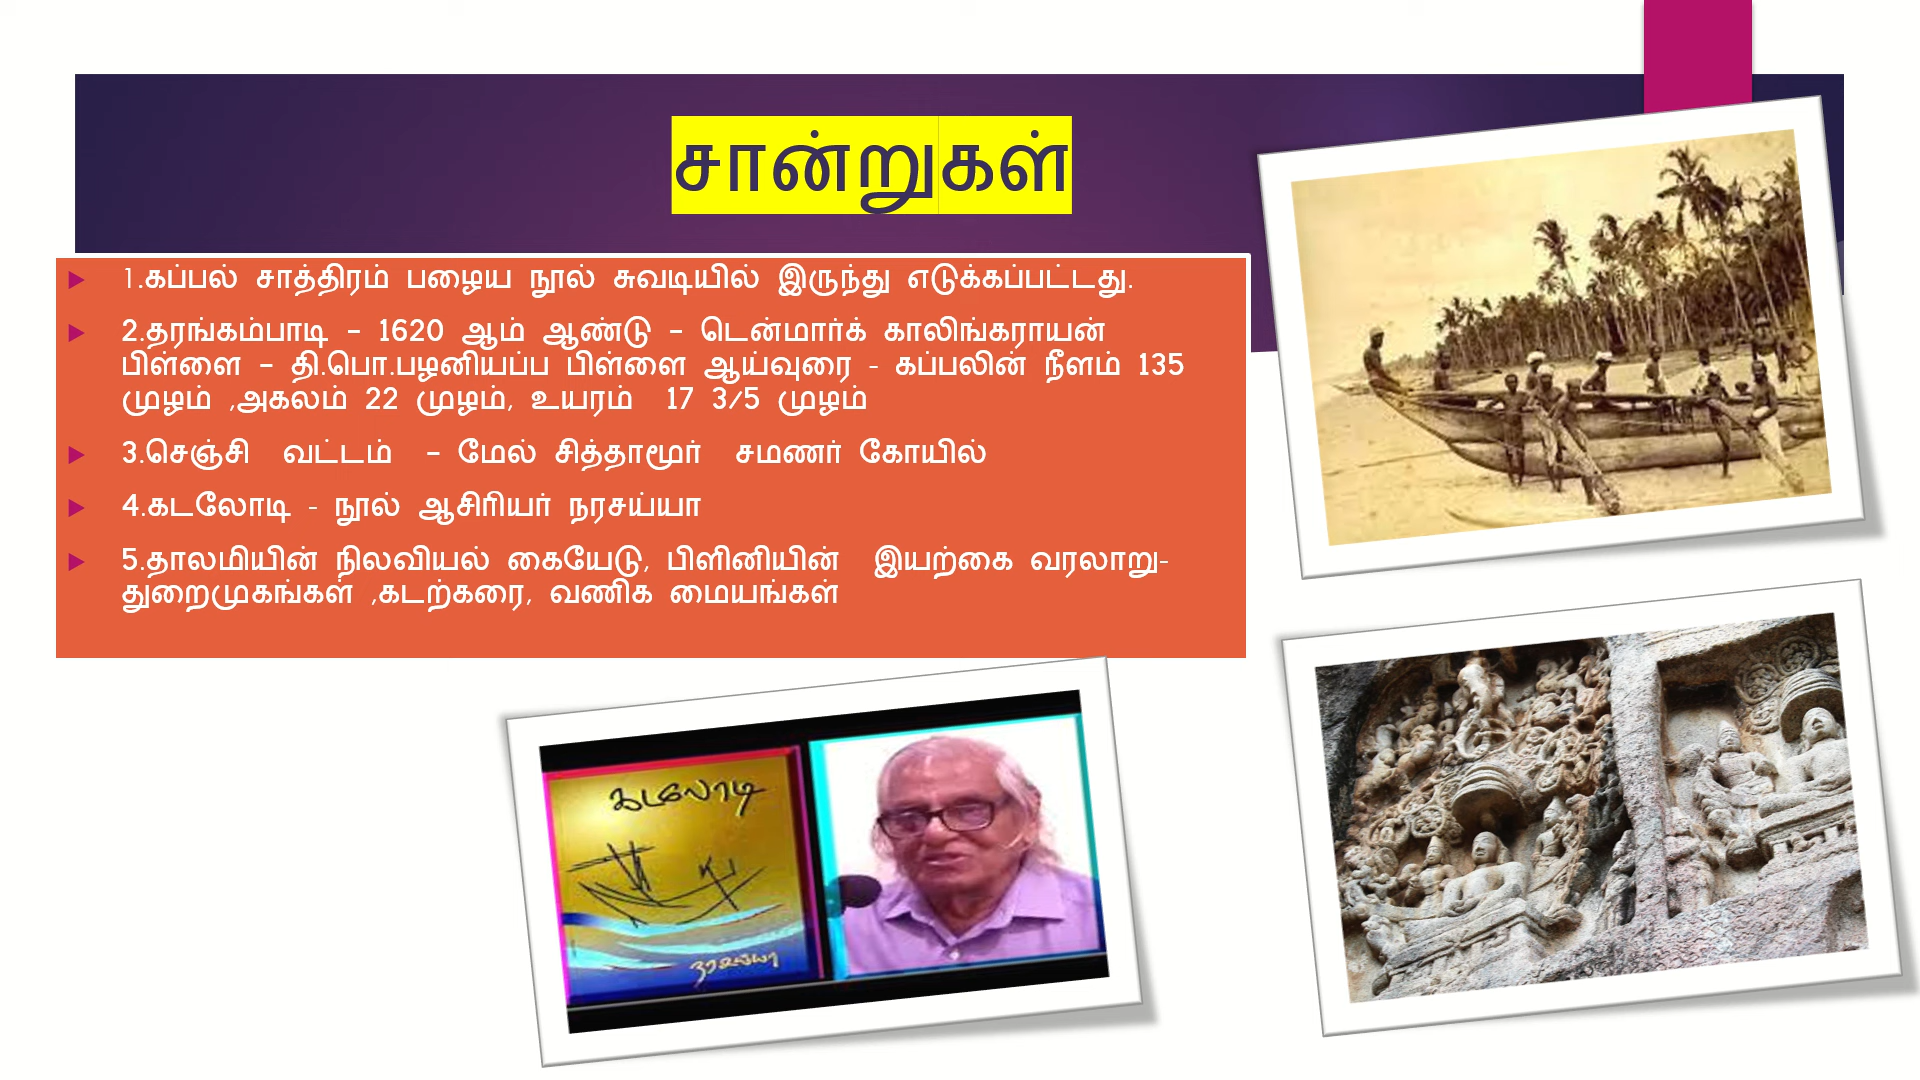 சான்றுகள்
1.கப்பல் சாத்திரம் பழைய நூல் சுவடியில் இருந்து எடுக்கப்பட்டது.
2.தரங்கம்பாடி – 1620 ஆம் ஆண்டு – டென்மார்க் காலிங்கராயன்
பிள்ளை – தி.பொ.பழனியப்ப பிள்ளை ஆய்வுரை - கப்பலின் நீளம் 135
முழம் ,அகலம் 22 முழம், உயரம் 17 3/5 முழம்
3.செஞ்சி வட்டம் – மேல் சித்தாமூர் சமணர் கோயில்
4.கடலோடி - நூல் ஆசிரியர் நரசய்யா
5.தாலமியின் நிலவியல் கையேடு, பிளினியின் இயற்கை வரலாறு-
துறைமுகங்கள் ,கடற்கரை, வணிக மையங்கள்
கடலோடி
நரசய்யா